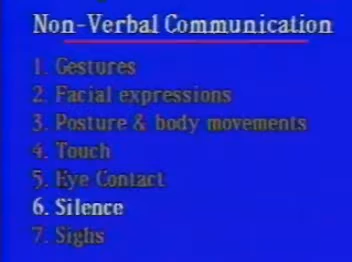 Non-Verbal Communication
1. Gestures
2. Facial expressions
3. Posture & body movements
4. Touch
5. Eye Contact
6. Silence
7. Sighs